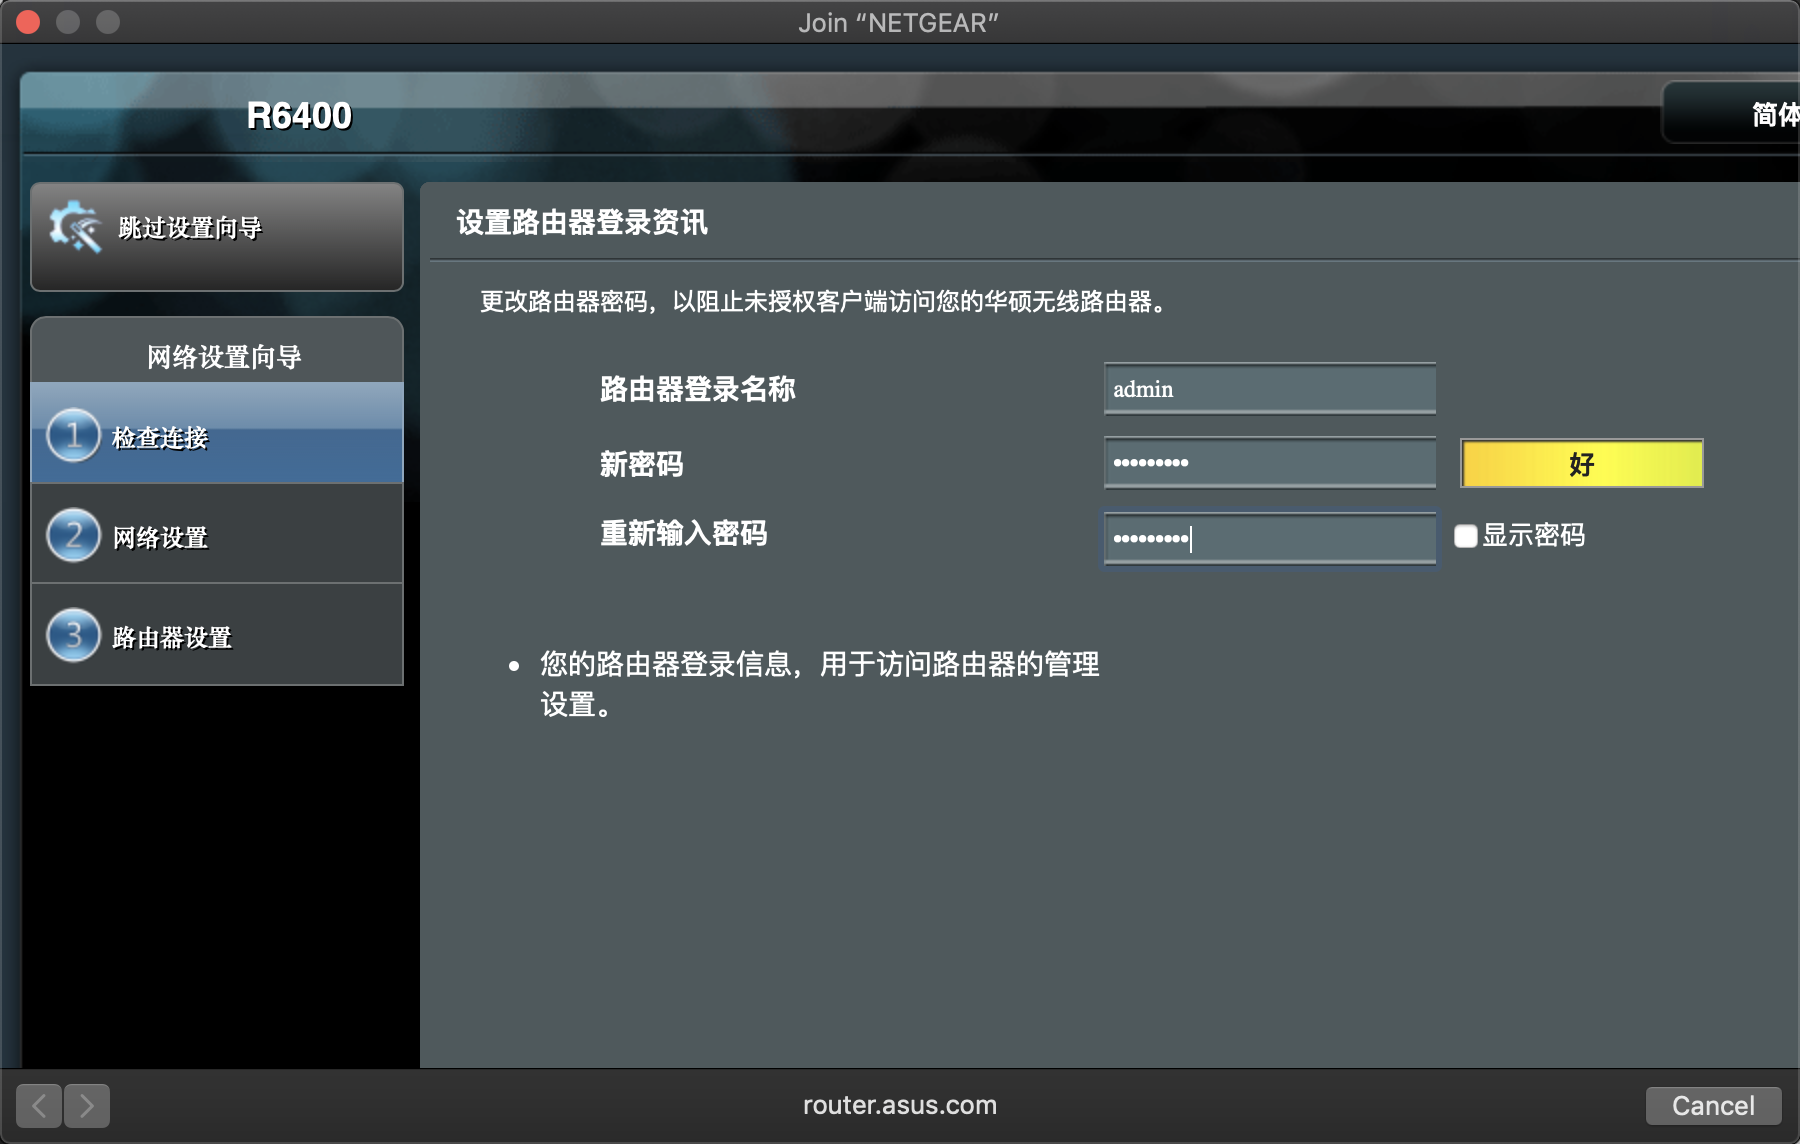 Join “NETGEAR”
R6400
简体
跳过设置向导
网络设置向导
1 检查连接
2 网络设置
3 路由器设置
设置路由器登录资讯
更改路由器密码，以阻止未授权客户端访问您的华硕无线路由器。
路由器登录名称 admin
新密码 ••••••••• 好
重新输入密码 ••••••••• 显示密码
• 您的路由器登录信息，用于访问路由器的管理
设置。
router.asus.com
Cancel